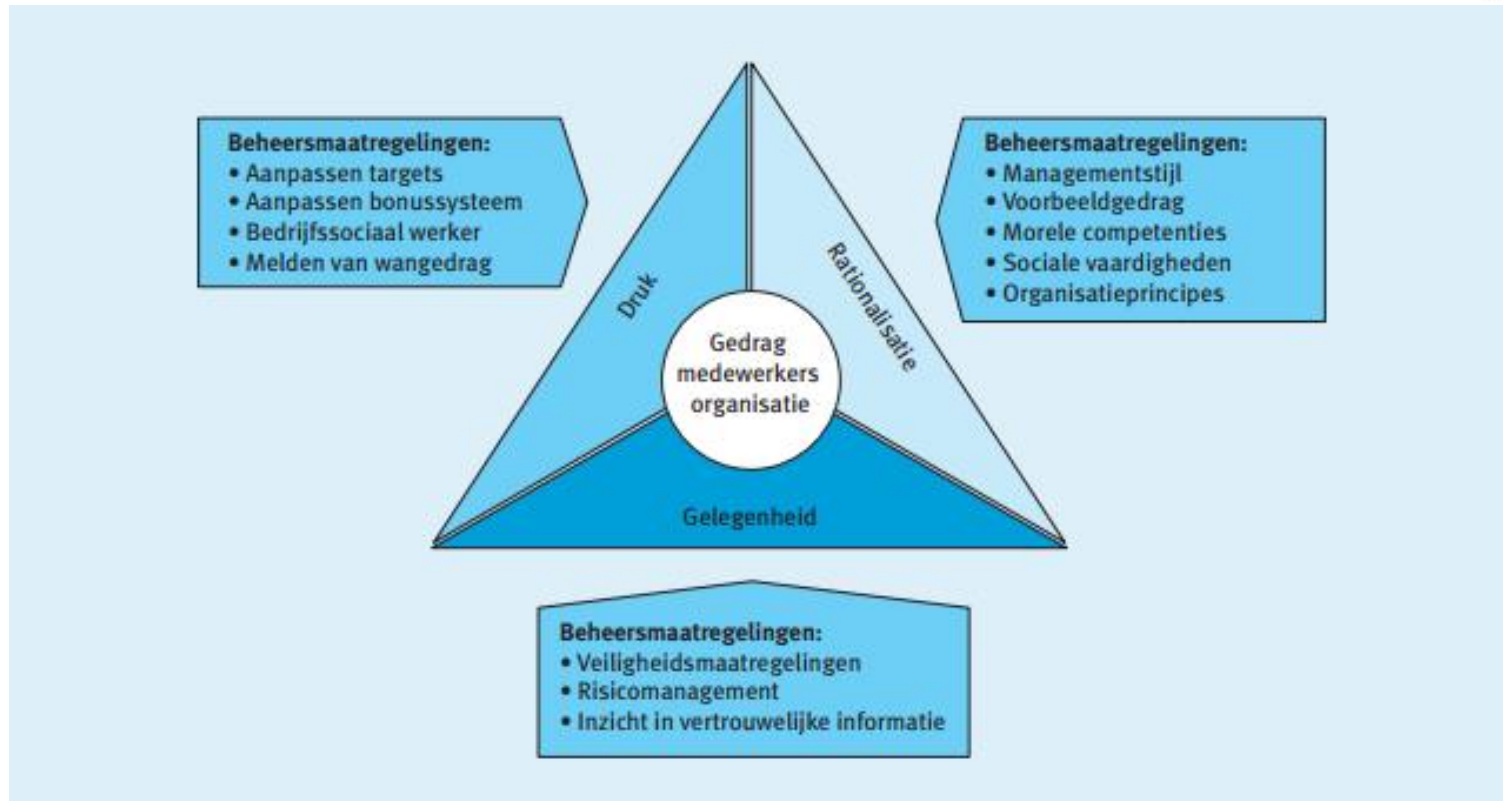 Beheersmaatregelingen:
• Aanpassen targets
• Aanpassen bonussysteem
• Bedrijfssociaal werker
• Melden van wangedrag
Beheersmaatregelingen:
• Managementstijl
• Voorbeeldgedrag
• Morele competenties
• Sociale vaardigheden
• Organisatieprincipes
Druk
Rationalisatie
Gedrag
medewerkers
organisatie
Gelegenheid
Beheersmaatregelingen:
• Veiligheidsmaatregelingen
• Risicomanagement
• Inzicht in vertrouwelijke informatie